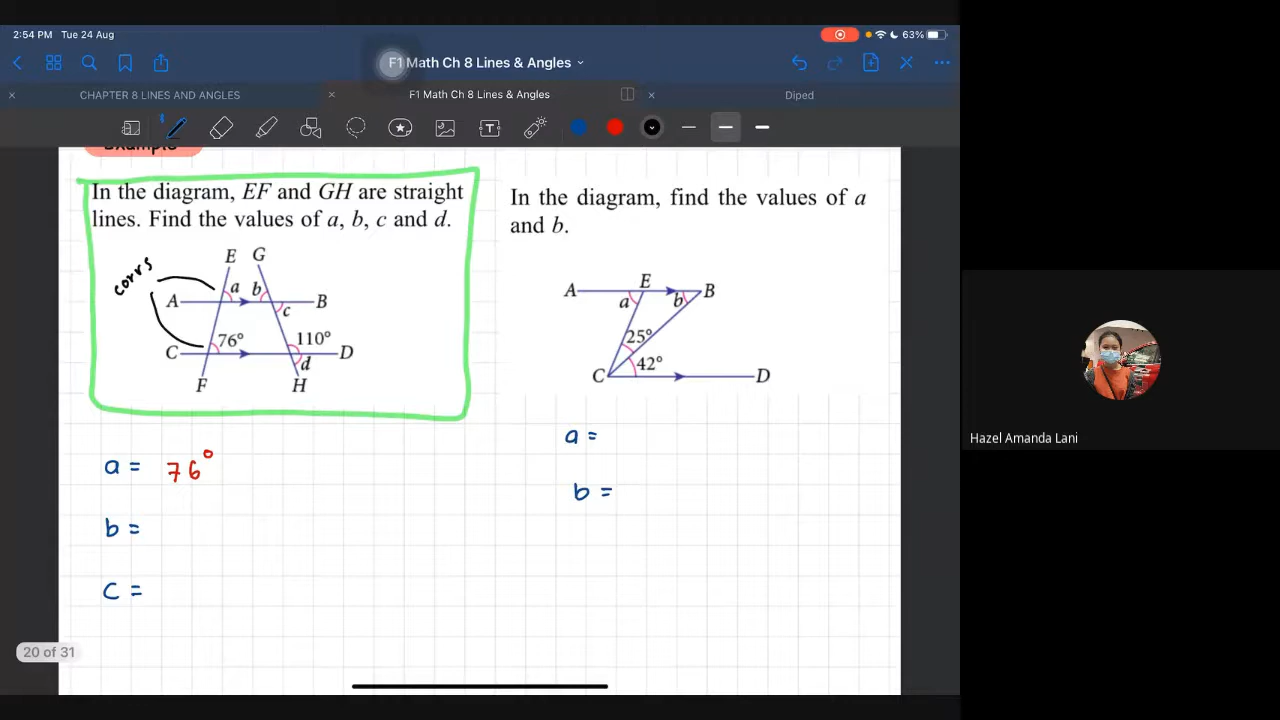 2:54 PM Tue 24 Aug
63%
F1 Math Ch 8 Lines & Angles
CHAPTER 8 LINES AND ANGLES
F1 Math Ch 8 Lines & Angles
Diped
Example
In the diagram, EF and GH are straight
lines. Find the values of a, b, c and d.
corrs
E G
a b
A B
c
76° 110°
C D
d
F H
a = 76°
b =
c =
In the diagram, find the values of a
and b.
A E B
a b
25°
42°
C D
a =
b =
20 of 31
Hazel Amanda Lani